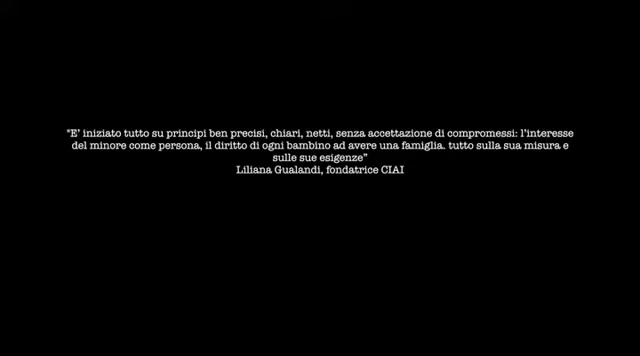 "E' iniziato tutto su principi ben precisi, chiari, netti, senza accettazione di compromessi: l'interesse
del minore come persona, il diritto di ogni bambino ad avere una famiglia. tutto sulla sua misura e
sulle sue esigenze"
Liliana Gualandi, fondatrice CIAI